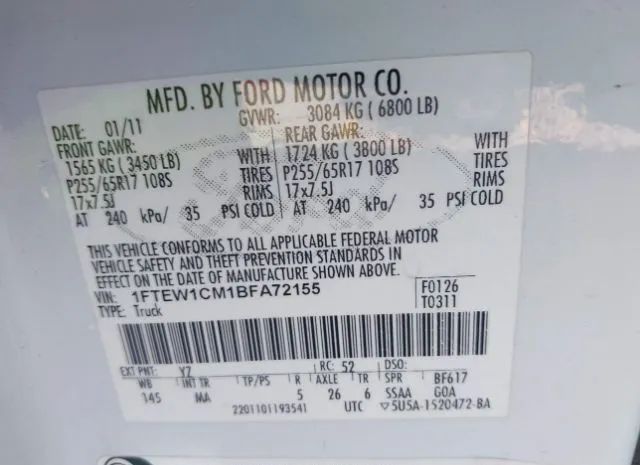 MFD. BY FORD MOTOR CO.
DATE: 01/11 GVWR: 3084 KG ( 6800 LB)
FRONT GAWR: REAR GAWR:
1565 KG ( 3450 LB) WITH 1724 KG ( 3800 LB) WITH
P255/65R17 108S TIRES P255/65R17 108S TIRES
17x7.5J RIMS 17x7.5J RIMS
AT 240 kPa/ 35 PSI COLD AT 240 kPa/ 35 PSI COLD
THIS VEHICLE CONFORMS TO ALL APPLICABLE FEDERAL MOTOR
VEHICLE SAFETY AND THEFT PREVENTION STANDARDS IN
EFFECT ON THE DATE OF MANUFACTURE SHOWN ABOVE.
VIN: 1FTEW1CM1BFA72155 F0126
TYPE: Truck T0311
EXT PNT: YZ RC: 52 DSO:
WB INT TR TP/PS R AXLE TR SPR BF617
145 MA 5 26 6 SSAA GOA
2201101193541 UTC ▽5U5A-1520472-BA